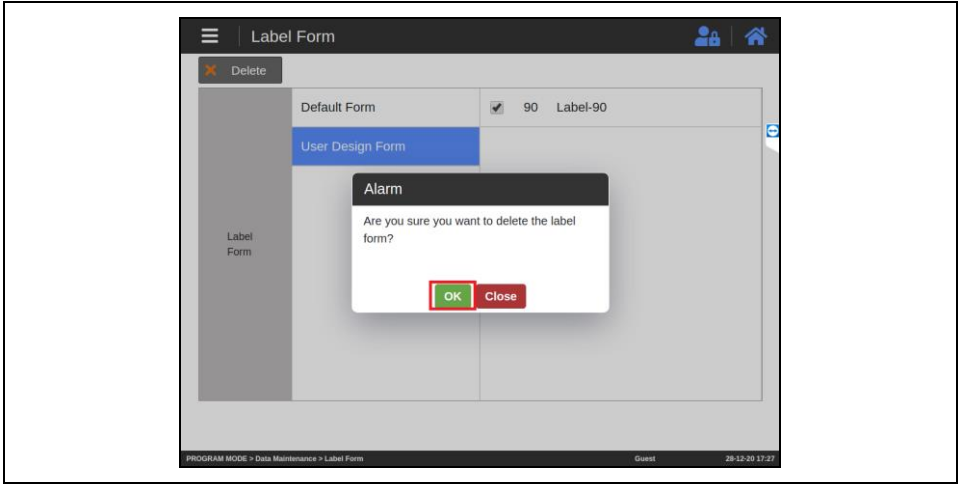 Label Form
Delete
Default Form
90 Label-90
User Design Form
Alarm
Are you sure you want to delete the label
form?
Label
Form
OK Close
PROGRAM MODE > Data Maintenance > Label Form Guest 28-12-20 17:27